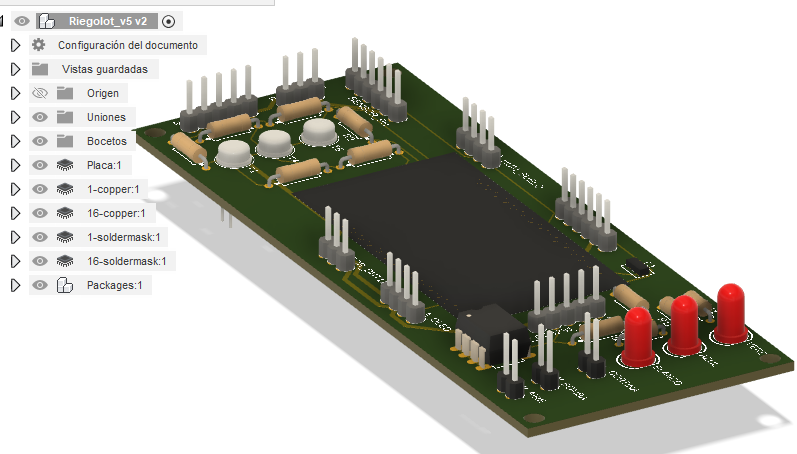 Riegolot_v5 v2
Configuración del documento
Vistas guardadas
Origen
Uniones
Bocetos
Placa:1
1-copper:1
16-copper:1
1-soldermask:1
16-soldermask:1
Packages:1